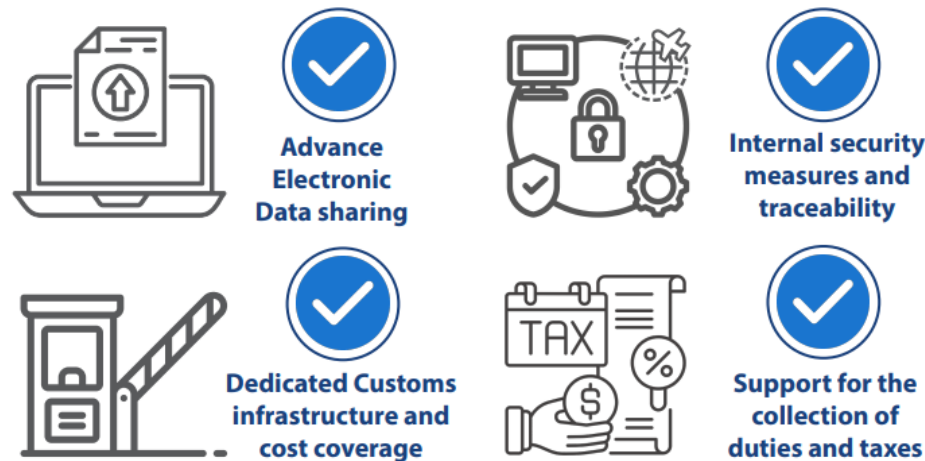 Advance
Electronic
Data sharing
Internal security
measures and
traceability
Dedicated Customs
infrastructure and
cost coverage
TAX
%
$
Support for the
collection of
duties and taxes